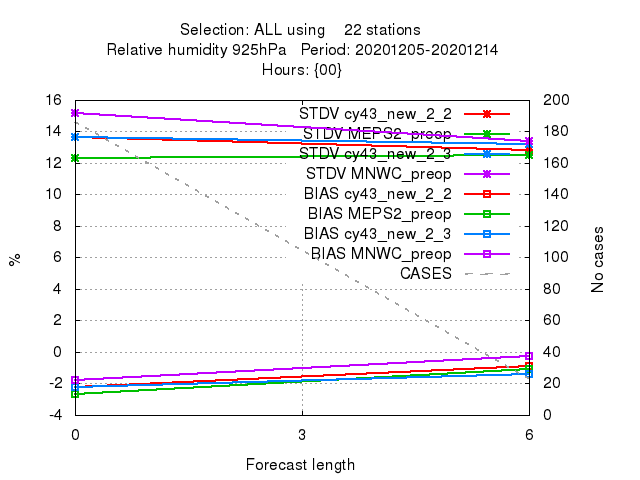 Selection: ALL using 22 stations
Relative humidity 925hPa Period: 20201205-20201214
Hours: {00}
16 200
STDV cy43_new_2_2
14 180
STDV MEPS2_preop
STDV cy43_new_2_3
12 160
STDV MNWC_preop
10 140
BIAS cy43_new_2_2
BIAS MEPS2_preop
8 120
BIAS cy43_new_2_3
BIAS MNWC_preop
6 100
CASES
%
No cases
4 80
2 60
0 40
-2 20
-4 0
0 3 6
Forecast length